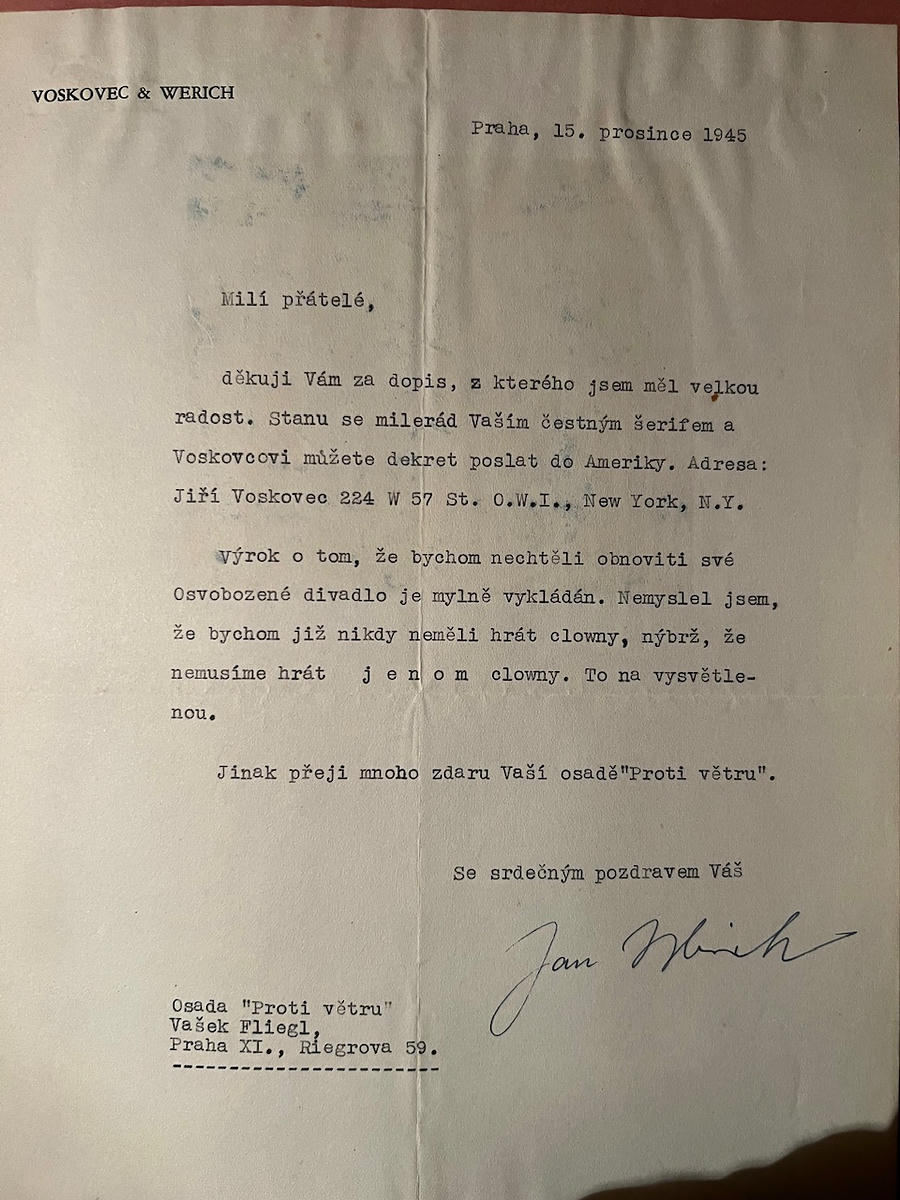 VOSKOVEC & WERICH
Praha, 15. prosince 1945
Milí přátelé,
děkuji Vám za dopis, z kterého jsem měl velkou
radost. Stanu se milerád Vaším čestným šerifem a
Voskovcovi můžete dekret poslat do Ameriky. Adresa:
Jiří Voskovec 224 W 57 St. O.W.I., New York, N.Y.
Výrok o tom, že bychom nechtěli obnoviti své
Osvobozené divadlo je mylně vykládán. Nemyslel jsem,
že bychom již nikdy neměli hrát clowny, nýbrž, že
nemusíme hrát j e n o m clowny. To na vysvětle-
nou.
Jinak přeji mnoho zdaru Vaší osadě"Proti větru".
Se srdečným pozdravem Váš
Jan Werich
Osada "Proti větru"
Vašek Fliegl,
Praha XI., Riegrova 59.